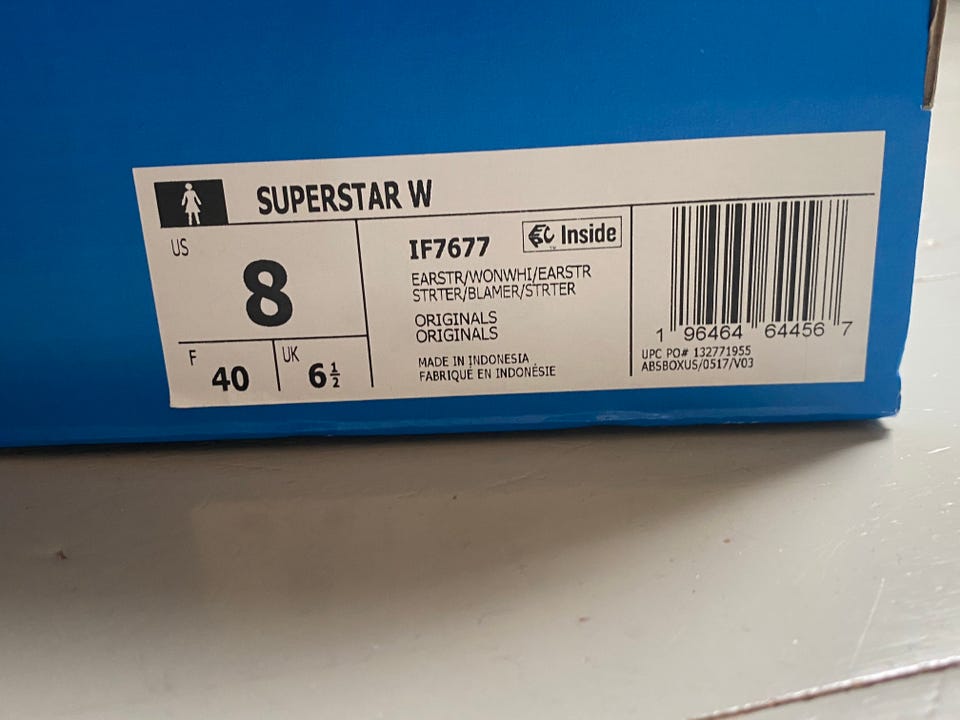 SUPERSTAR W
US
8
F
40
UK
6½
IF7677
Inside
EARSTR/WONWHI/EARSTR
STRTER/BLAMER/STRTER
ORIGINALS
ORIGINALS
MADE IN INDONESIA
FABRIQUÉ EN INDONÉSIE
1 96464 64456 7
UPC PO# 132771955
ABSBOXUS/0517/V03